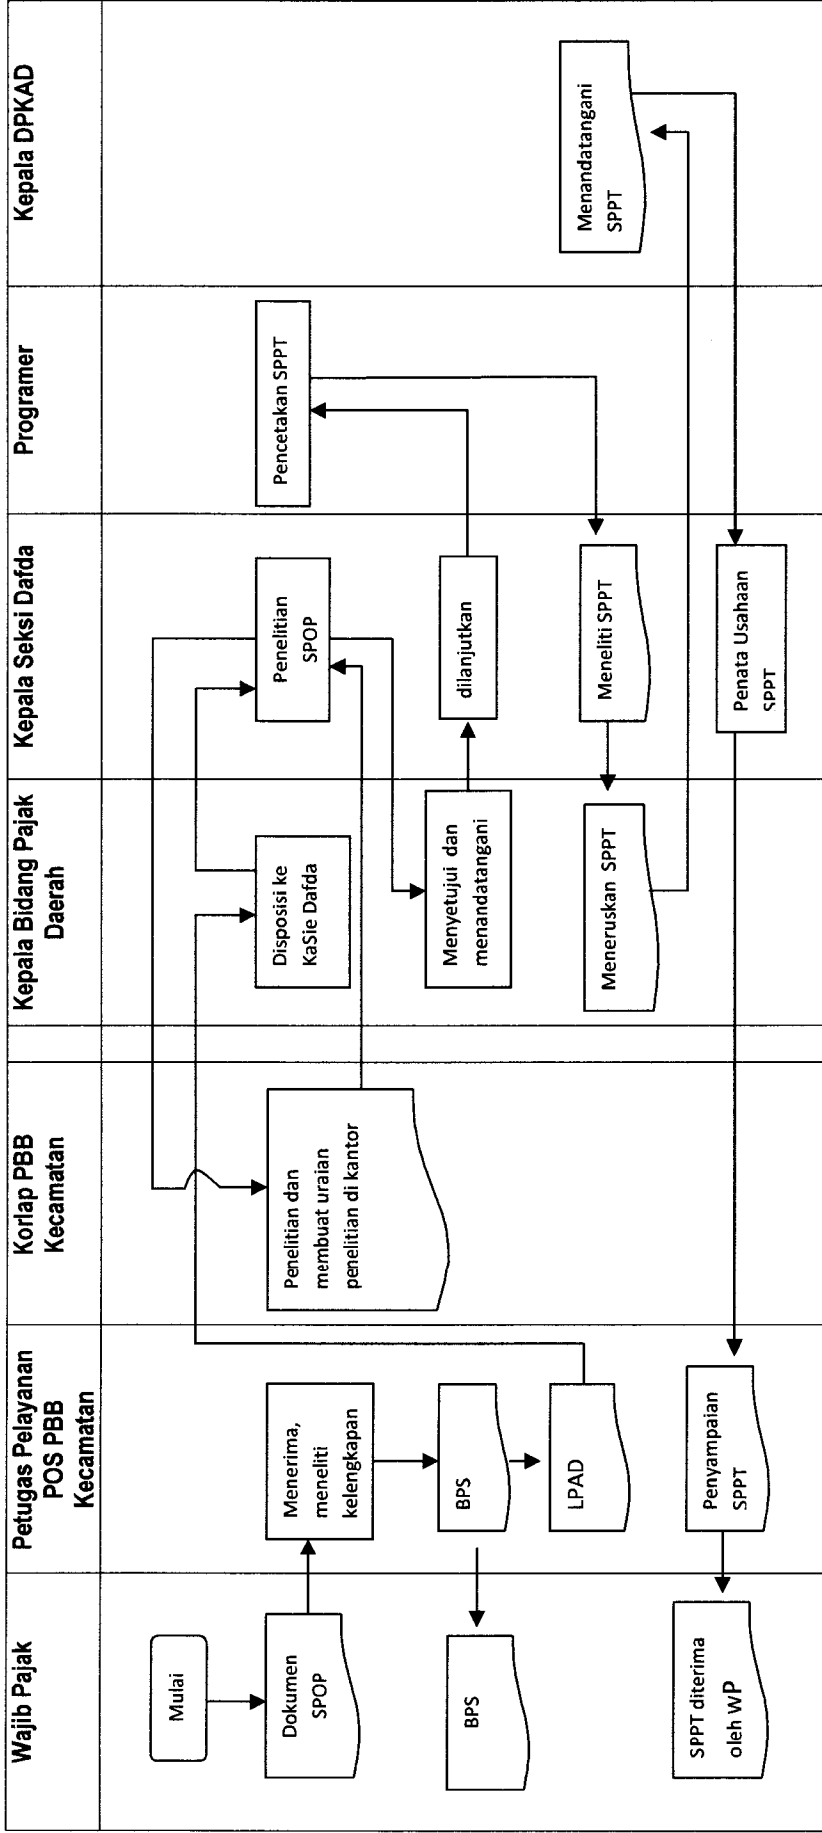 Wajib Pajak
Petugas Pelayanan
POS PBB
Kecamatan
Korlap PBB
Kecamatan
Kepala Bidang Pajak
Daerah
Kepala Seksi Dafda
Programer
Kepala DPKAD
Mulai
Dokumen
SPOP
Menerima,
meneliti
kelengkapan
Penelitian dan
membuat uraian
penelitian di kantor
Disposisi ke
KaSie Dafda
Penelitian
SPOP
Pencetakan SPPT
BPS
BPS
LPAD
Menyetujui dan
menandatangani
dilanjutkan
Meneruskan SPPT
Meneliti SPPT
Menandatangani
SPPT
SPPT diterima
oleh WP
Penyampaian
SPPT
Penata Usahaan
SPPT